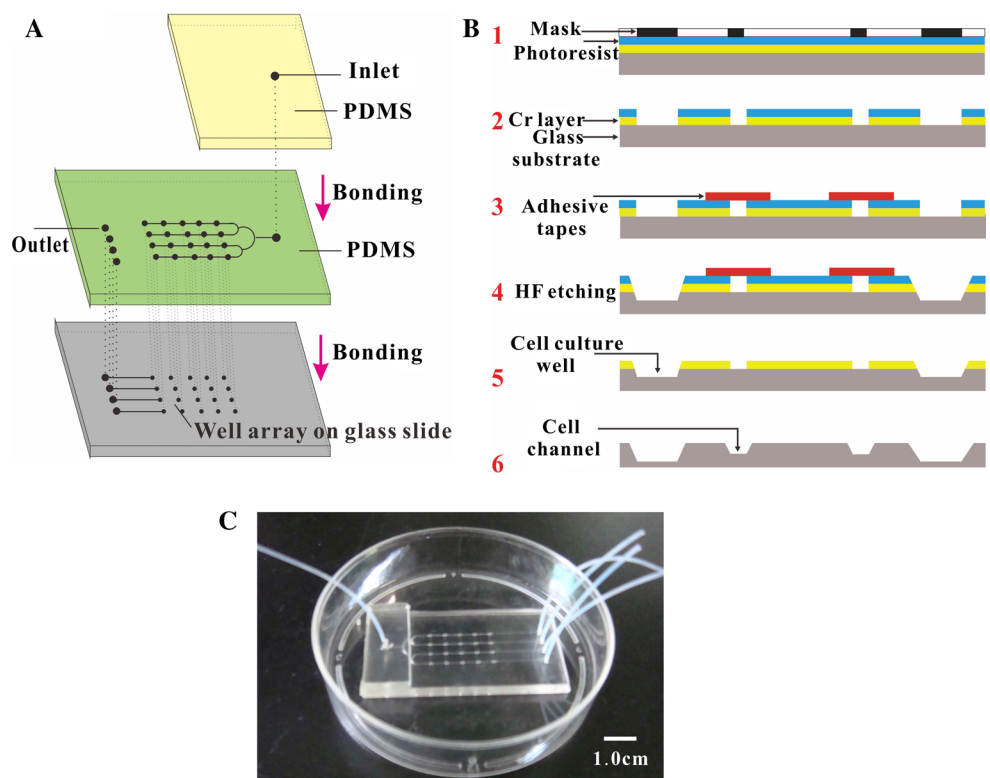 A
Inlet
PDMS
Bonding
Outlet
PDMS
Bonding
Well array on glass slide
B
1
Mask
Photoresist
2
Cr layer
Glass
substrate
3
Adhesive
tapes
4
HF etching
5
Cell culture
well
6
Cell
channel
C
1.0cm